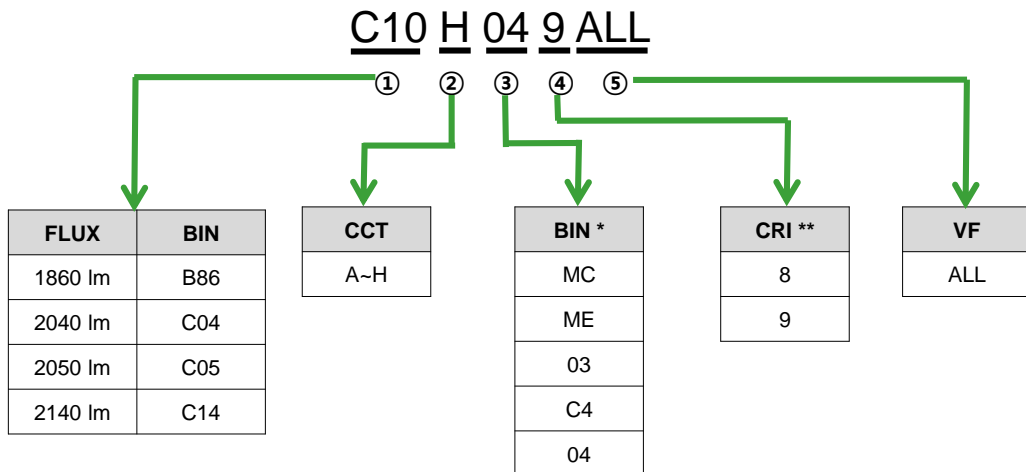 C10 H 04 9 ALL
① ② ③ ④ ⑤
FLUX BIN
1860 lm B86
2040 lm C04
2050 lm C05
2140 lm C14
CCT
A~H
BIN *
MC
ME
03
C4
04
CRI **
8
9
VF
ALL